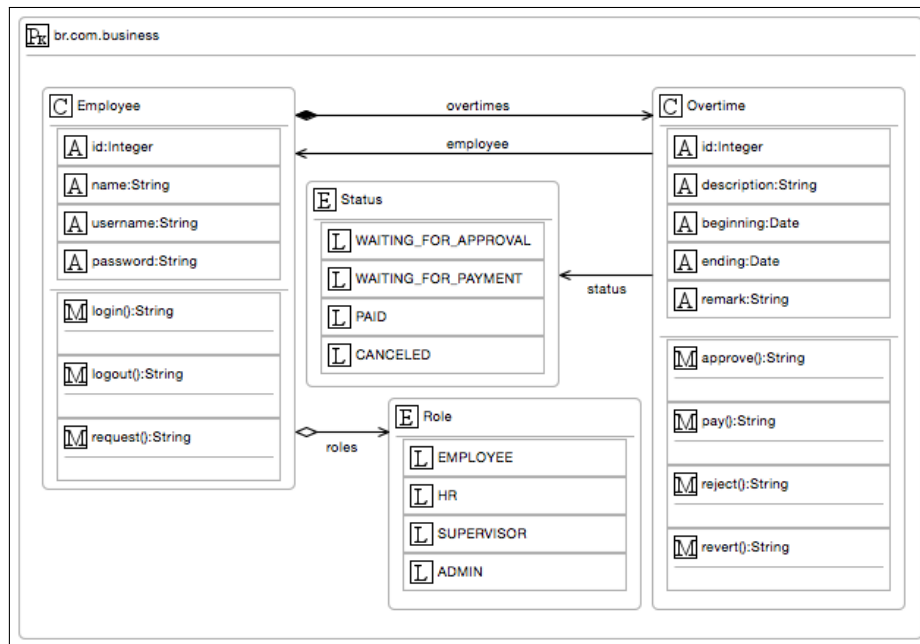 PK br.com.business
C Employee
A id:Integer
A name:String
A username:String
A password:String
M login():String
M logout():String
M request():String
overtimes
employee
E Status
L WAITING_FOR_APPROVAL
L WAITING_FOR_PAYMENT
L PAID
L CANCELED
status
roles
E Role
L EMPLOYEE
L HR
L SUPERVISOR
L ADMIN
C Overtime
A id:Integer
A description:String
A beginning:Date
A ending:Date
A remark:String
M approve():String
M pay():String
M reject():String
M revert():String